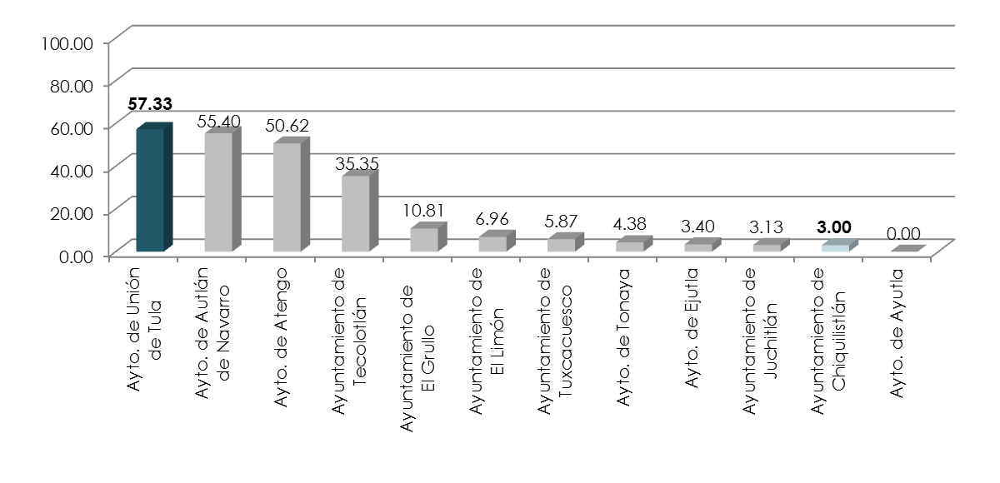 100.00
80.00
60.00
40.00
20.00
0.00
57.33
55.40
50.62
35.35
10.81
6.96
5.87
4.38
3.40
3.13
3.00
0.00
Ayto. de Unión
de Tula
Ayto. de Autlán
de Navarro
Ayto. de Atengo
Ayuntamiento de
Tecolotlán
Ayuntamiento de
El Grullo
Ayuntamiento de
El Limón
Ayuntamiento de
Tuxcacuesco
Ayto. de Tonaya
Ayto. de Ejutla
Ayuntamiento de
Juchitlán
Ayuntamiento de
Chiquilistlán
Ayto. de Ayutla